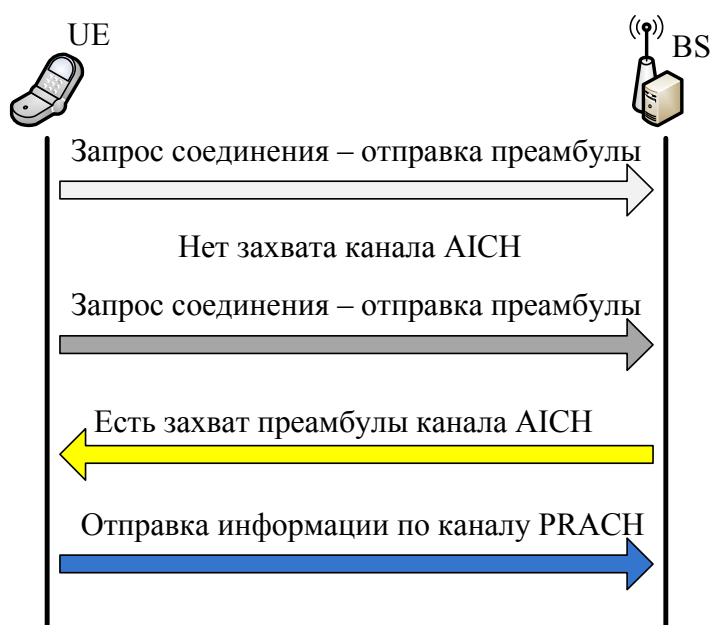 UE
BS
Запрос соединения – отправка преамбулы
Нет захвата канала AICH
Запрос соединения – отправка преамбулы
Есть захват преамбулы канала AICH
Отправка информации по каналу PRACH